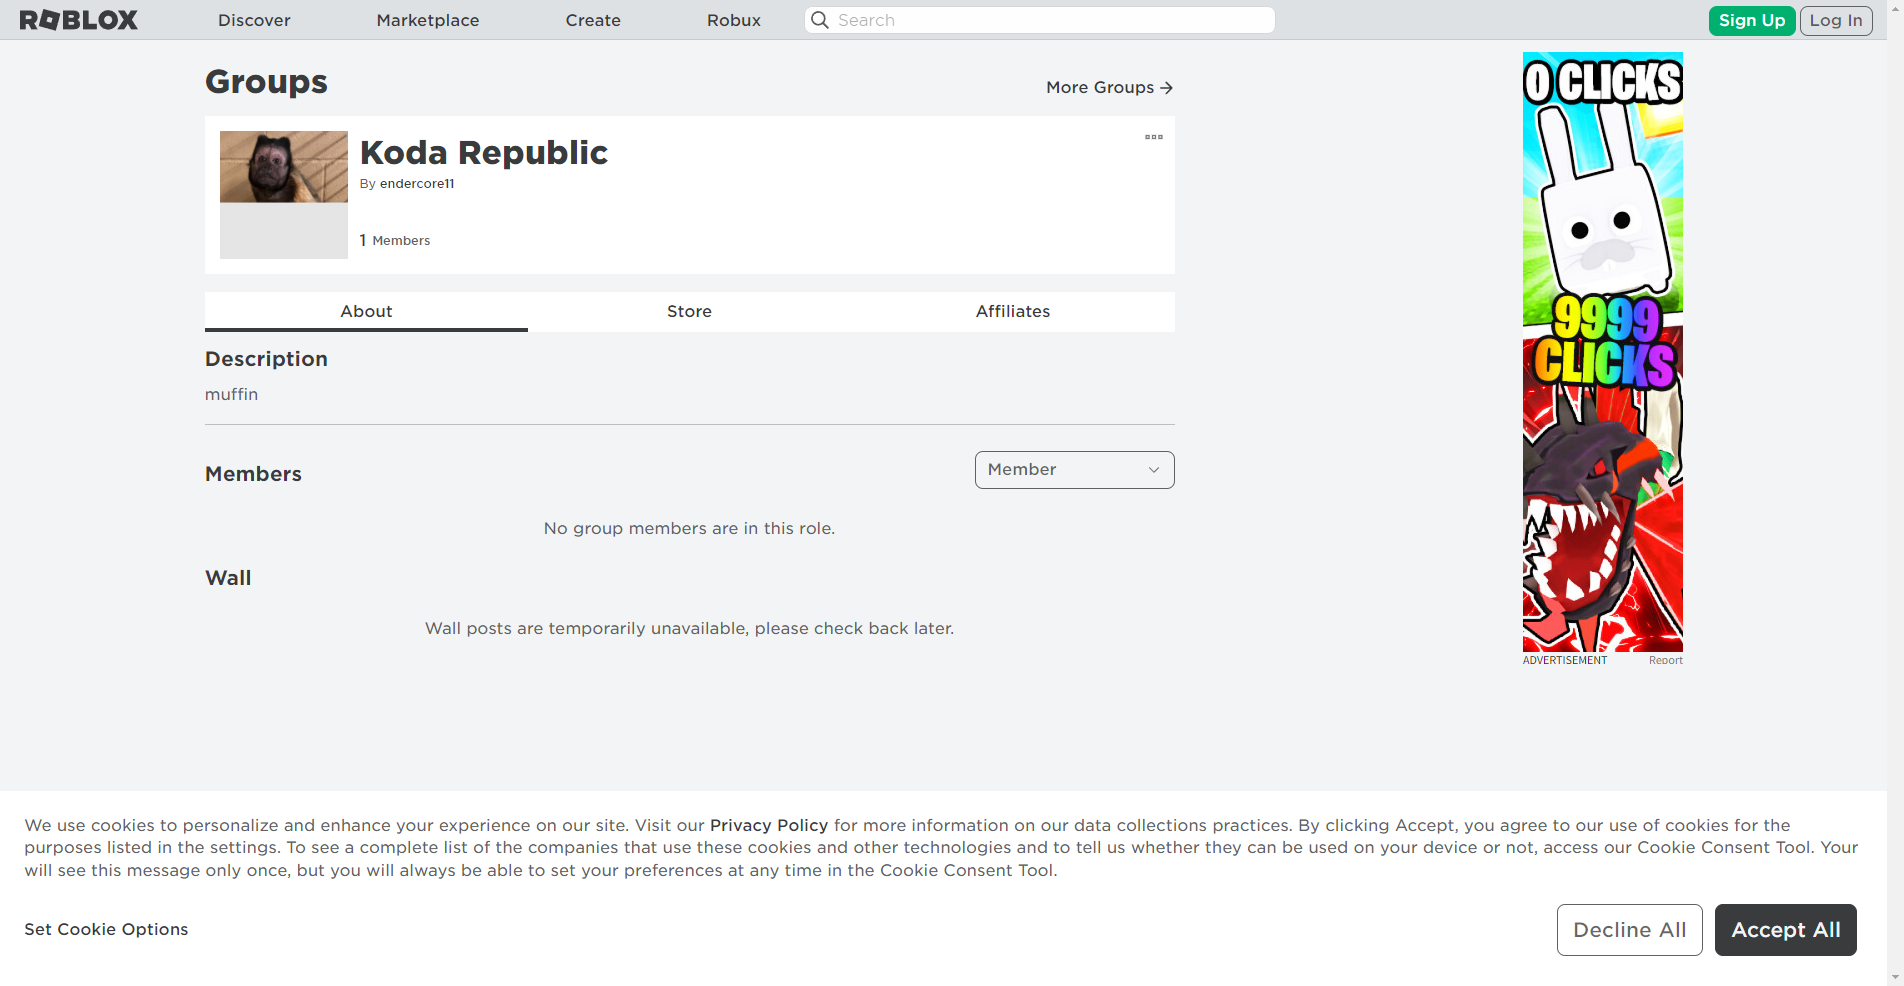 ROBLOX
Discover
Marketplace
Create
Robux
Search
Sign Up
Log In
Groups
More Groups →
Koda Republic
By endercore11
1 Members
About
Store
Affiliates
Description
muffin
Members
Member
No group members are in this role.
Wall
Wall posts are temporarily unavailable, please check back later.
0 CLICKS
9999
CLICKS
ADVERTISEMENT
Report
We use cookies to personalize and enhance your experience on our site. Visit our Privacy Policy for more information on our data collections practices. By clicking Accept, you agree to our use of cookies for the
purposes listed in the settings. To see a complete list of the companies that use these cookies and other technologies and to tell us whether they can be used on your device or not, access our Cookie Consent Tool. Your
will see this message only once, but you will always be able to set your preferences at any time in the Cookie Consent Tool.
Set Cookie Options
Decline All
Accept All